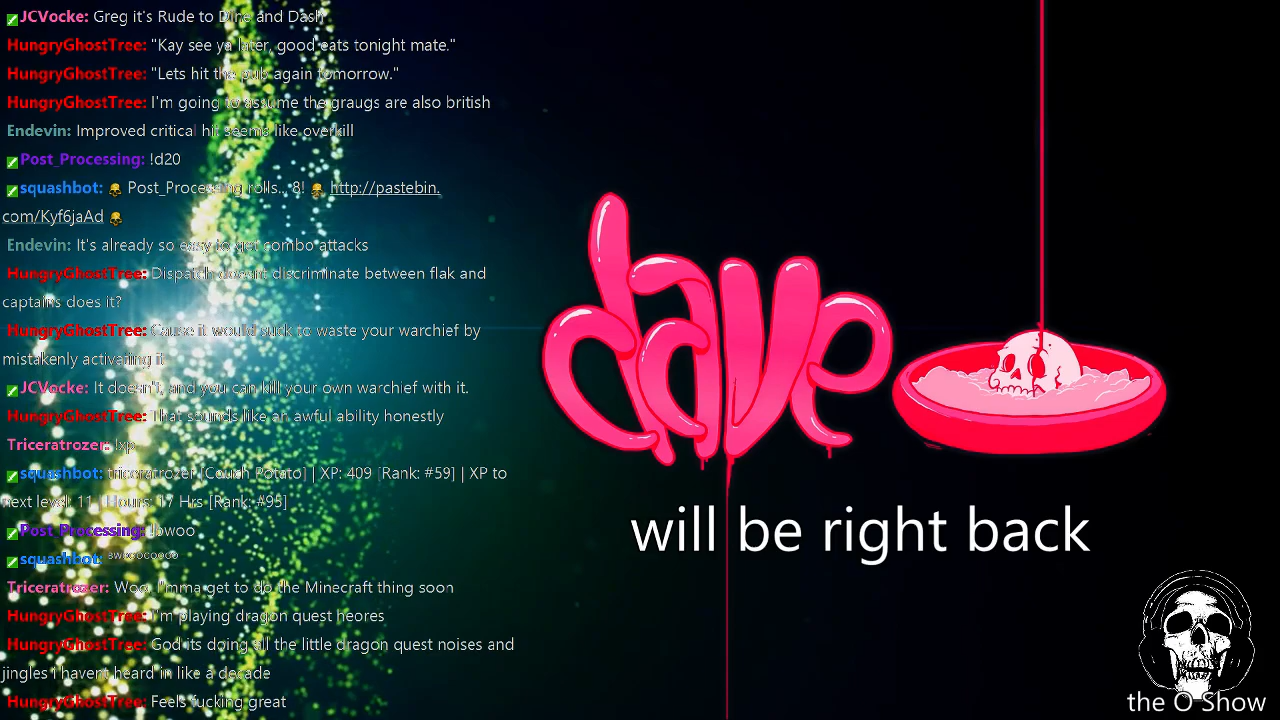 JCVocke: Greg it's Rude to Dine and Dash
HungryGhostTree: "Kay see ya later, good eats tonight mate."
HungryGhostTree: "Lets hit the pub again tomorrow."
HungryGhostTree: I'm going to assume the graugs are also british
Endevin: Improved critical hit seems like overkill
Post_Processing: !d20
squashbot: Post_Processing rolls... 8! http://pastebin.
com/Kyf6jaAd
Endevin: It's already so easy to get combo attacks
HungryGhostTree: Dispatch doesnt discriminate between flak and
captains does it?
HungryGhostTree: Cause it would suck to waste your warchief by
mistakenly activating it
JCVocke: It doesn't, and you can kill your own warchief with it.
HungryGhostTree: That sounds like an awful ability honestly
Triceratrozer: !xp
squashbot: triceratrozer [Couch Potato] | XP: 409 [Rank: #59] | XP to
next level: 11 | Hours: 17 Hrs [Rank: #95]
Post_Processing: !owoo
squashbot:
Triceratrozer: Woo I'mma get to do the Minecraft thing soon
HungryGhostTree: I'm playing dragon quest heores
HungryGhostTree: God its doing all the little dragon quest noises and
jingles i havent heard in like a decade
HungryGhostTree: Feels fucking great
dave
will be right back
the O Show